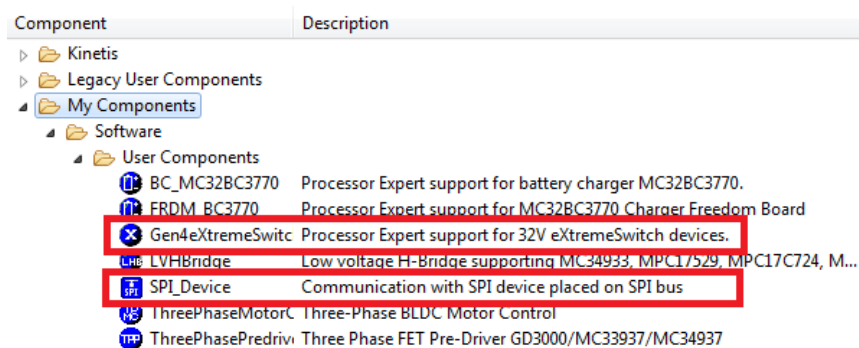 Component Description
Kinetis
Legacy User Components
My Components
Software
User Components
BC_MC32BC3770 Processor Expert support for battery charger MC32BC3770.
FRDM_BC3770 Processor Expert support for MC32BC3770 Charger Freedom Board
Gen4eXtremeSwitc Processor Expert support for 32V eXtremeSwitch devices.
LHB LVHBridge Low voltage H-Bridge supporting MC34933, MPC17529, MPC17C724, M...
SPI SPI_Device Communication with SPI device placed on SPI bus
ThreePhaseMotorC Three-Phase BLDC Motor Control
TPP ThreePhasePredriv Three Phase FET Pre-Driver GD3000/MC33937/MC34937